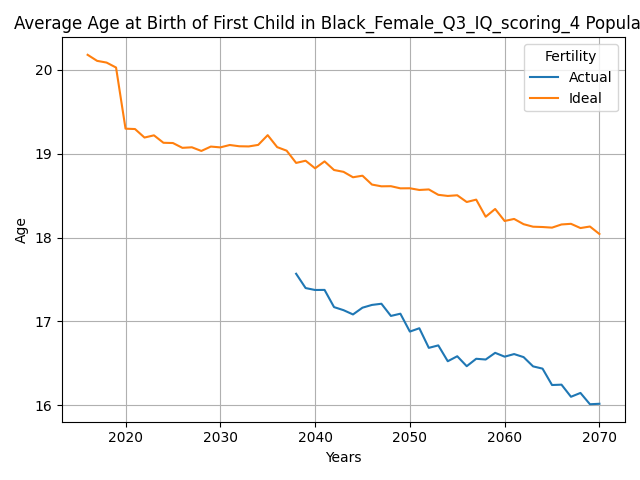 Average Age at Birth of First Child in Black_Female_Q3_IQ_scoring_4 Popula
Fertility
Actual
Ideal
20
19
18
17
16
Age
2020 2030 2040 2050 2060 2070
Years